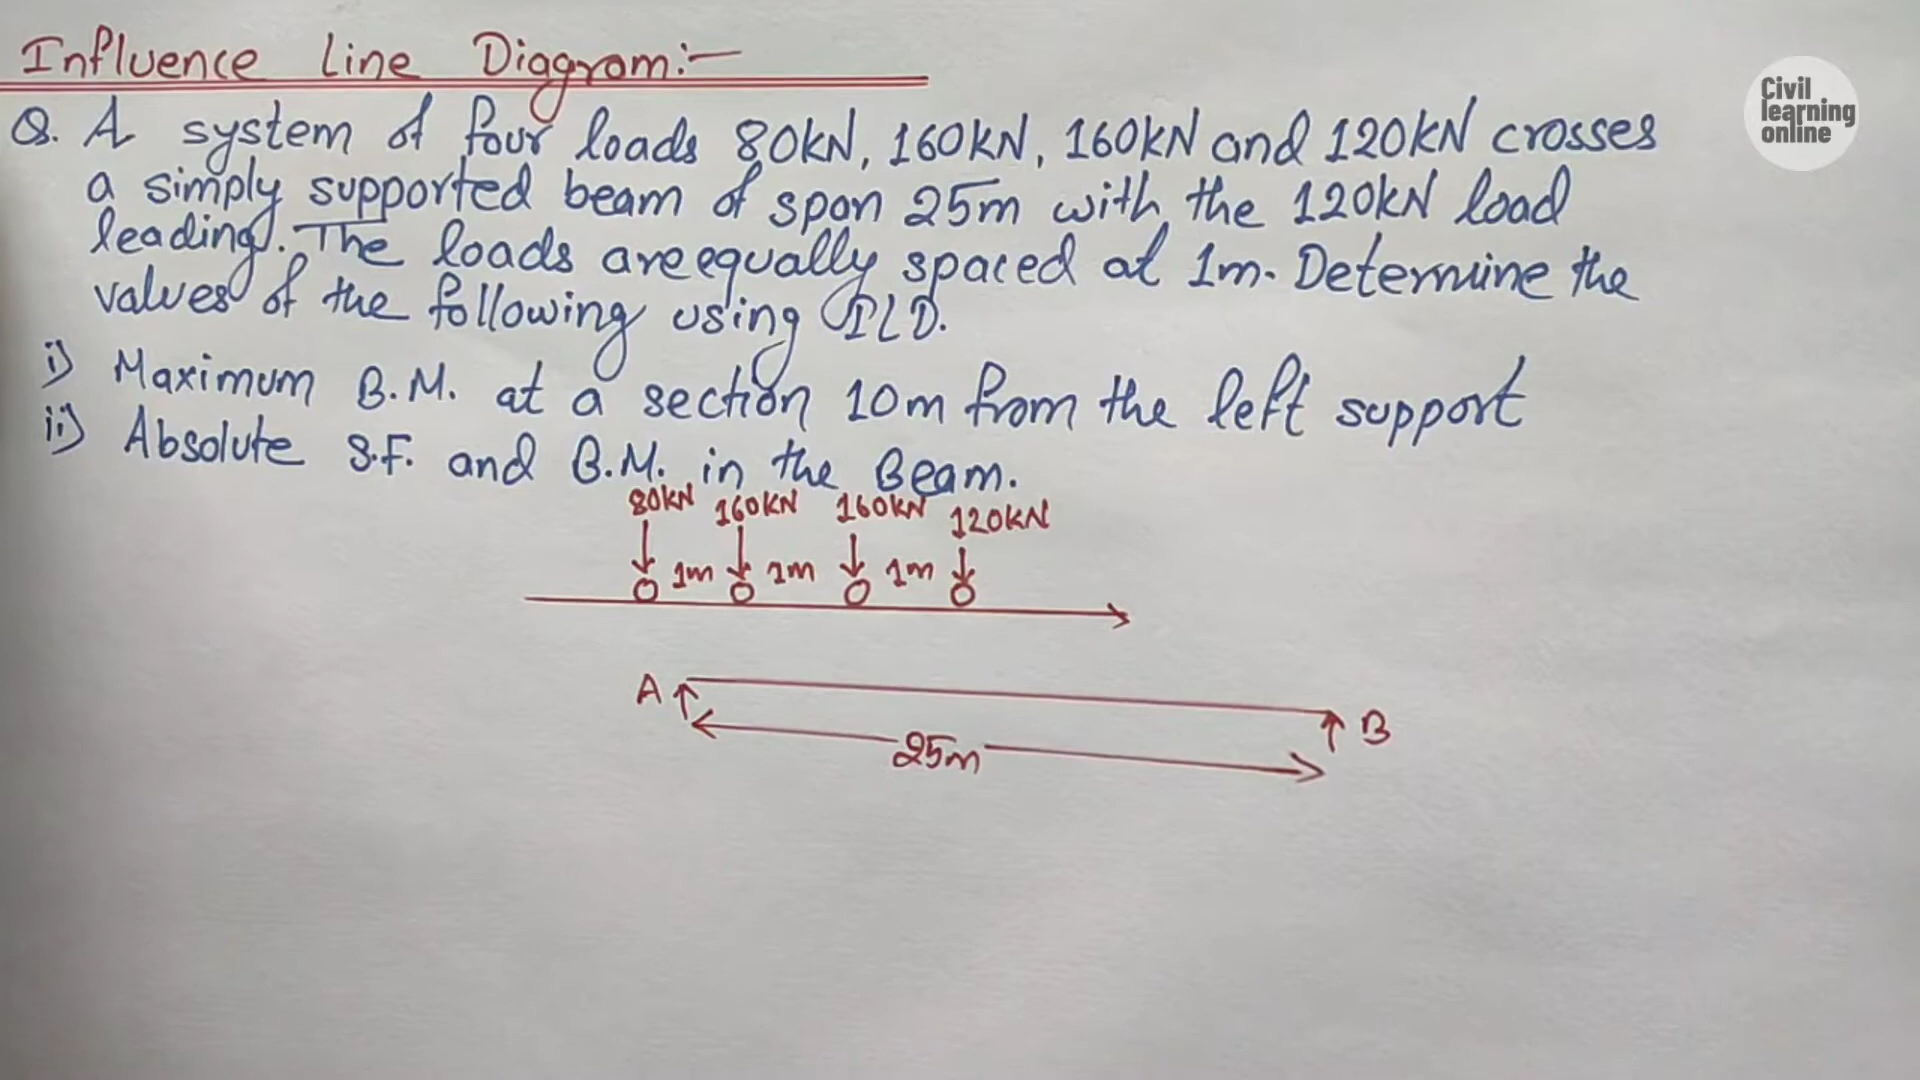 Influence Line Diagram:-
Civil
learning
online
Q. A system of four loads 80kN, 160KN, 160kN and 120KN crosses
a simply supported beam of span 25m with the 120kN load
leading. The loads are equally spaced at 1m. Determine the
values of the following using ILD.
i) Maximum B.M. at a section 10m from the left support
ii) Absolute S.F. and B.M. in the Beam.
80KN 160KN 160KN 120KN
1m 1m 1m
A B
25m